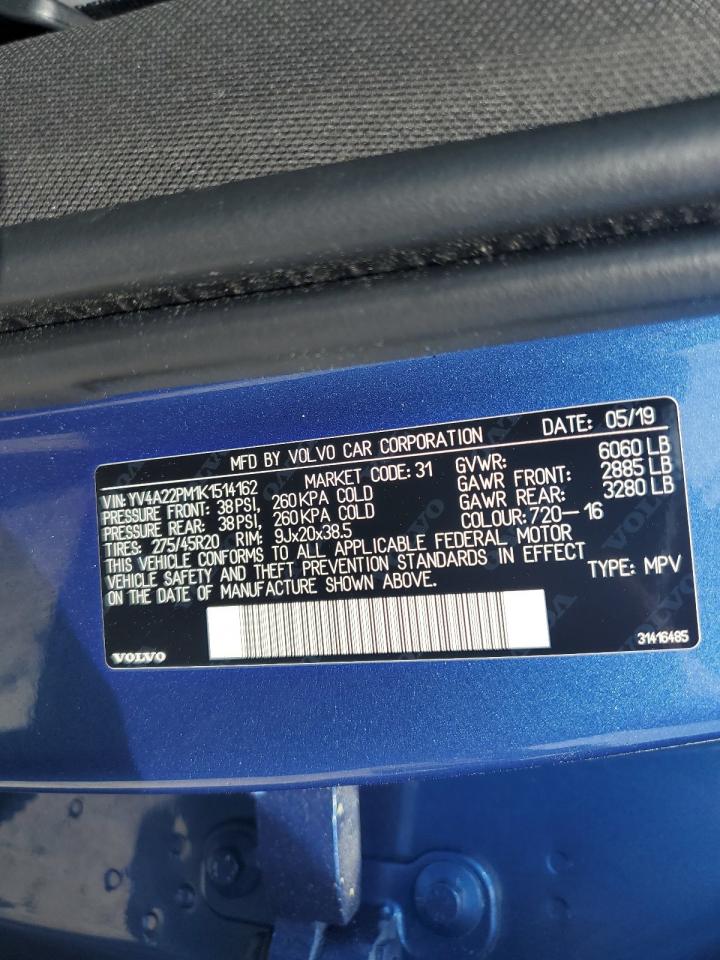 MFD BY VOLVO CAR CORPORATION DATE: 05/19
VIN: YV4A22PM1K1514162 MARKET CODE: 31 GVWR: 6060 LB
PRESSURE FRONT: 38 PSI, 260 KPA COLD GAWR FRONT: 2885 LB
PRESSURE REAR: 38 PSI, 260 KPA COLD GAWR REAR: 3280 LB
TIRES: 275/45R20 RIM: 9Jx20x38.5 COLOUR: 720-16
THIS VEHICLE CONFORMS TO ALL APPLICABLE FEDERAL MOTOR
VEHICLE SAFETY AND THEFT PREVENTION STANDARDS IN EFFECT
ON THE DATE OF MANUFACTURE SHOWN ABOVE. TYPE: MPV
VOLVO 31416485